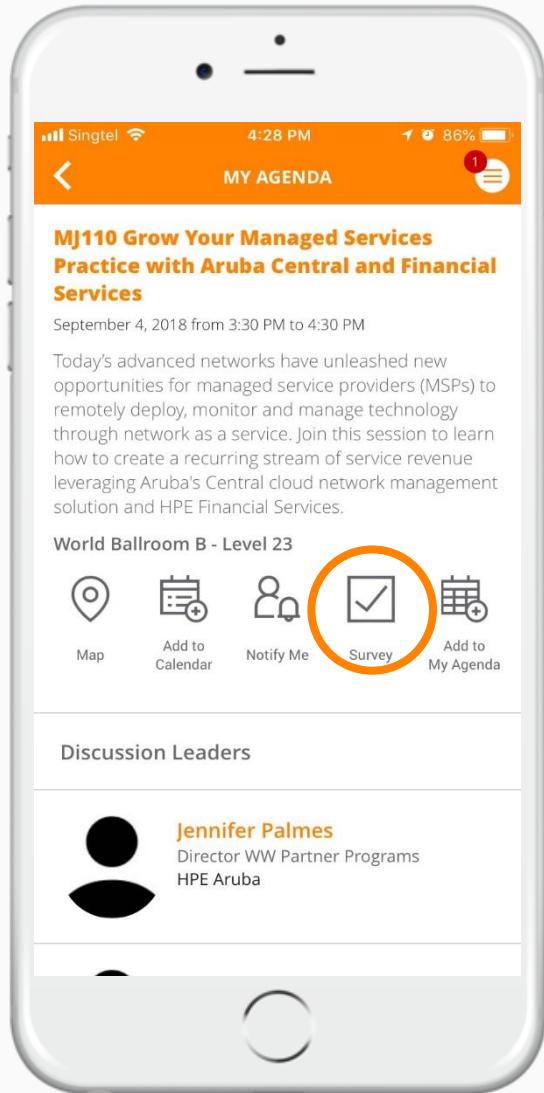 Singtel 4:28 PM 86%
MY AGENDA 1
MJ110 Grow Your Managed Services
Practice with Aruba Central and Financial
Services
September 4, 2018 from 3:30 PM to 4:30 PM
Today's advanced networks have unleashed new
opportunities for managed service providers (MSPs) to
remotely deploy, monitor and manage technology
through network as a service. Join this session to learn
how to create a recurring stream of service revenue
leveraging Aruba's Central cloud network management
solution and HPE Financial Services.
World Ballroom B - Level 23
Map
Add to
Calendar
Notify Me
Survey
Add to
My Agenda
Discussion Leaders
Jennifer Palmes
Director WW Partner Programs
HPE Aruba